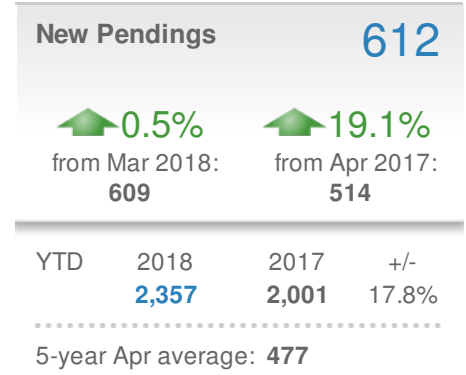 New Pendings 612
0.5% 19.1%
from Mar 2018: from Apr 2017:
609 514
YTD 2018 2017 +/-
2,357 2,001 17.8%
5-year Apr average: 477